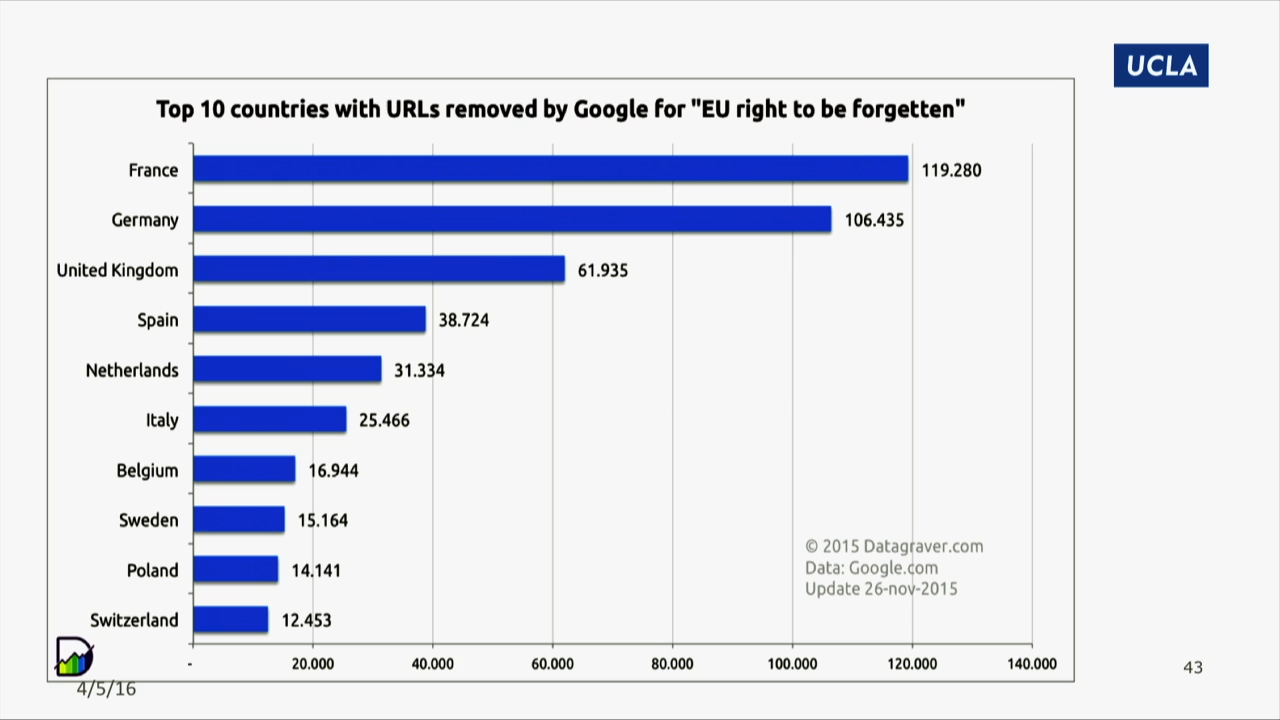 UCLA
Top 10 countries with URLs removed by Google for "EU right to be forgetten"
France 119.280
Germany 106.435
United Kingdom 61.935
Spain 38.724
Netherlands 31.334
Italy 25.466
Belgium 16.944
Sweden 15.164
Poland 14.141
Switzerland 12.453
© 2015 Datagraver.com
Data: Google.com
Update 26-nov-2015
- 20.000 40.000 60.000 80.000 100.000 120.000 140.000
4/5/16
43